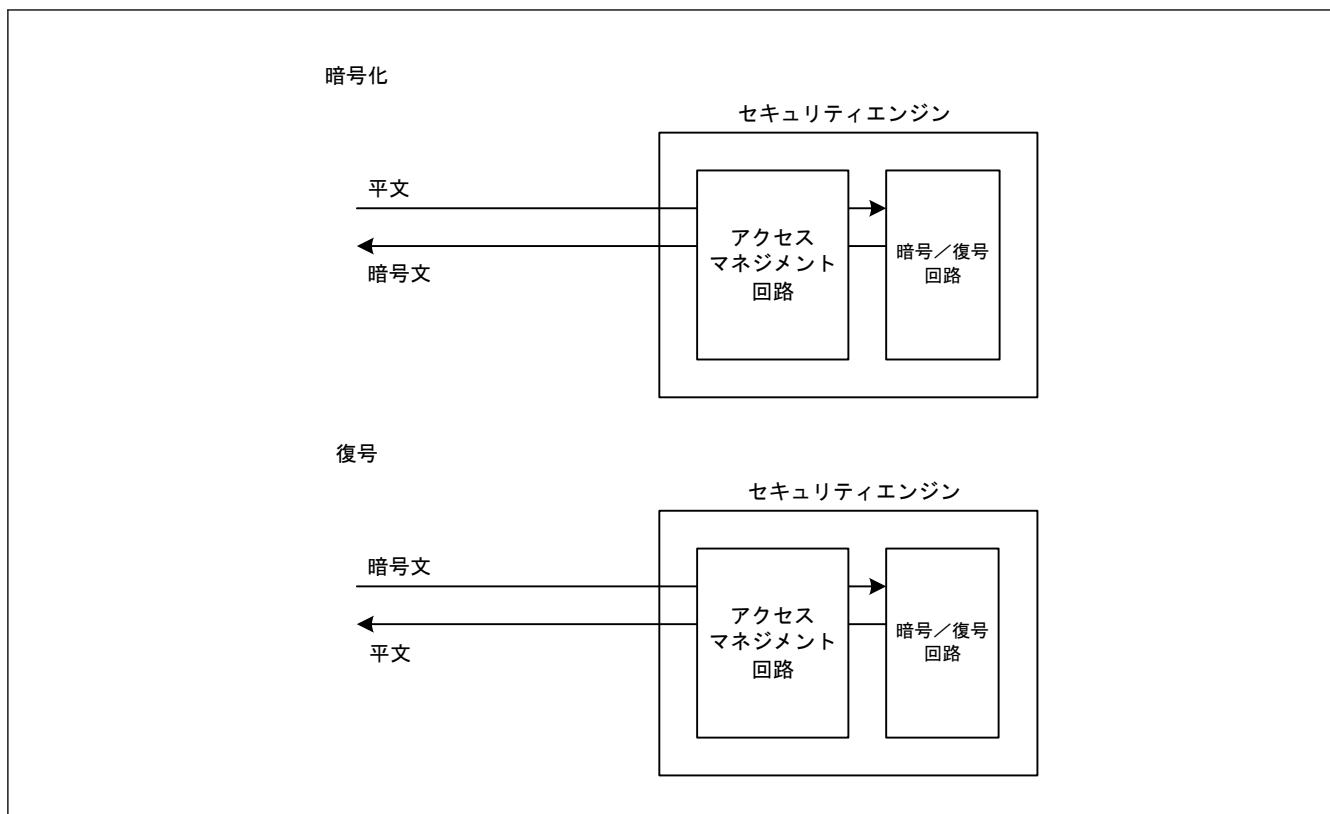 暗号化
セキュリティエンジン
平文
暗号文
アクセス
マネジメント
回路
暗号／復号
回路
復号
セキュリティエンジン
暗号文
平文
アクセス
マネジメント
回路
暗号／復号
回路